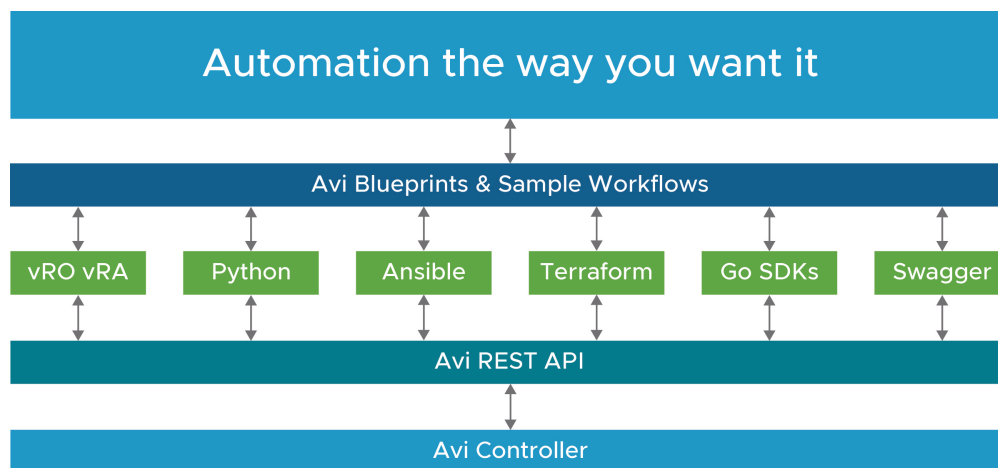 Automation the way you want it
Avi Blueprints & Sample Workflows
vRO vRA
Python
Ansible
Terraform
Go SDKs
Swagger
Avi REST API
Avi Controller